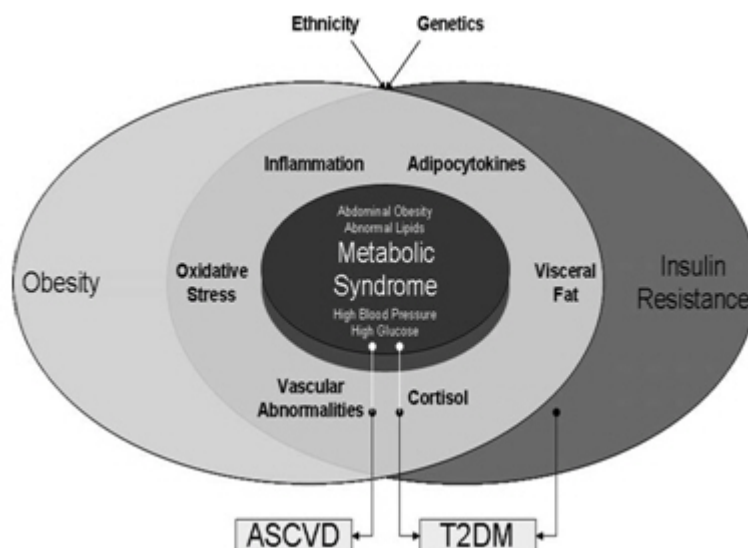 Ethnicity Genetics
Inflammation Adipocytokines
Abdominal Obesity
Abnormal Lipids
Metabolic
Syndrome
High Blood Pressure
High Glucose
Obesity
Oxidative
Stress
Visceral
Fat
Insulin
Resistance
Vascular
Abnormalities
Cortisol
ASCVD T2DM